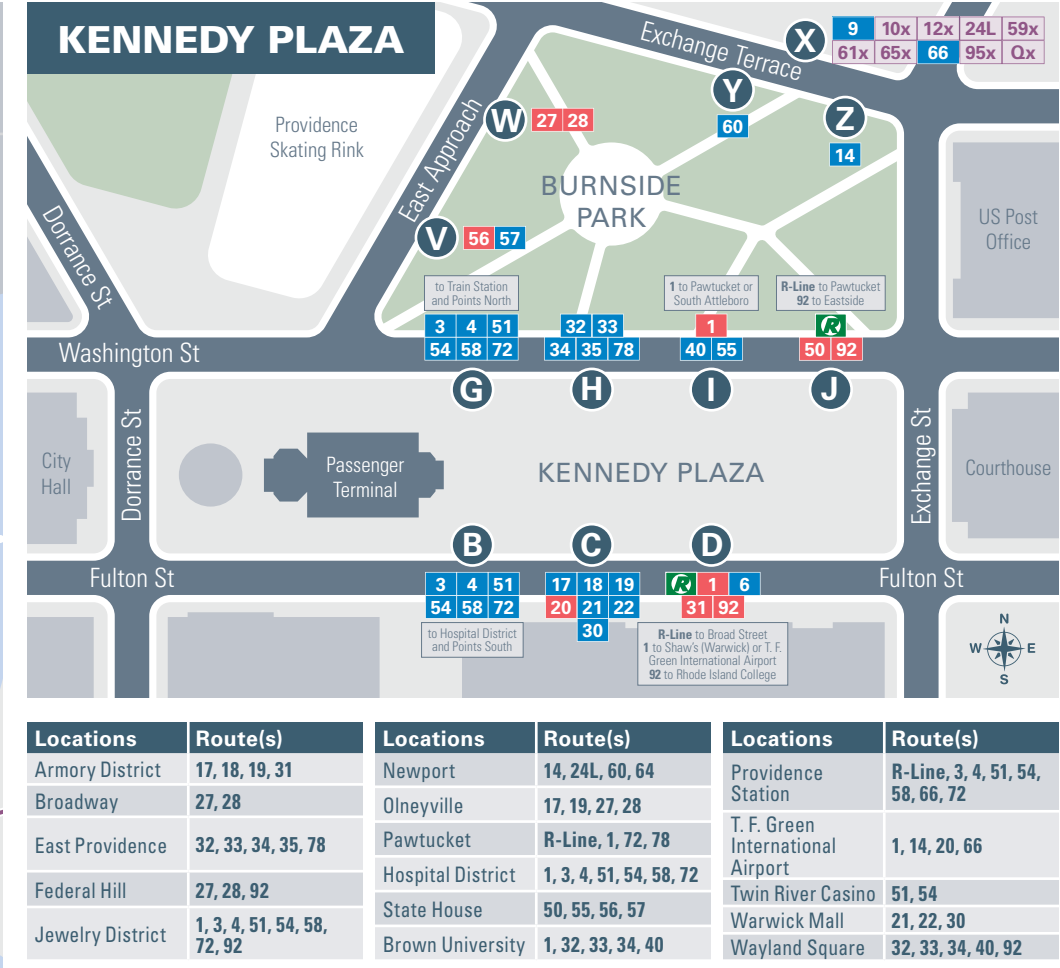 KENNEDY PLAZA
X
9 10x 12x 24L 59x
61x 65x 66 95x Qx
Exchange Terrace
Y
60
Z
14
W 27 28
Providence
Skating Rink
East Approach
BURNSIDE
PARK
US Post
Office
Dorrance St
V 56 57
to Train Station
and Points North
3 4 51
54 58 72
G
32 33
34 35 78
H
1 to Pawtucket or
South Attleboro
1
40 55
I
R-Line to Pawtucket
92 to Eastside
R
50 92
J
Washington St
City
Hall
Dorrance St
Passenger
Terminal
KENNEDY PLAZA
Exchange St
Courthouse
B
3 4 51
54 58 72
to Hospital District
and Points South
C
17 18 19
20 21 22
30
D
R 1 6
31 92
R-Line to Broad Street
1 to Shaw's (Warwick) or T. F.
Green International Airport
92 to Rhode Island College
Fulton St
Fulton St
N
W E
S
Locations Route(s)
Armory District 17, 18, 19, 31
Broadway 27, 28
East Providence 32, 33, 34, 35, 78
Federal Hill 27, 28, 92
Jewelry District 1, 3, 4, 51, 54, 58,
72, 92
Locations Route(s)
Newport 14, 24L, 60, 64
Olneyville 17, 19, 27, 28
Pawtucket R-Line, 1, 72, 78
Hospital District 1, 3, 4, 51, 54, 58, 72
State House 50, 55, 56, 57
Brown University 1, 32, 33, 34, 40
Locations Route(s)
Providence
Station
R-Line, 3, 4, 51, 54,
58, 66, 72
T. F. Green
International
Airport
1, 14, 20, 66
Twin River Casino 51, 54
Warwick Mall 21, 22, 30
Wayland Square 32, 33, 34, 40, 92